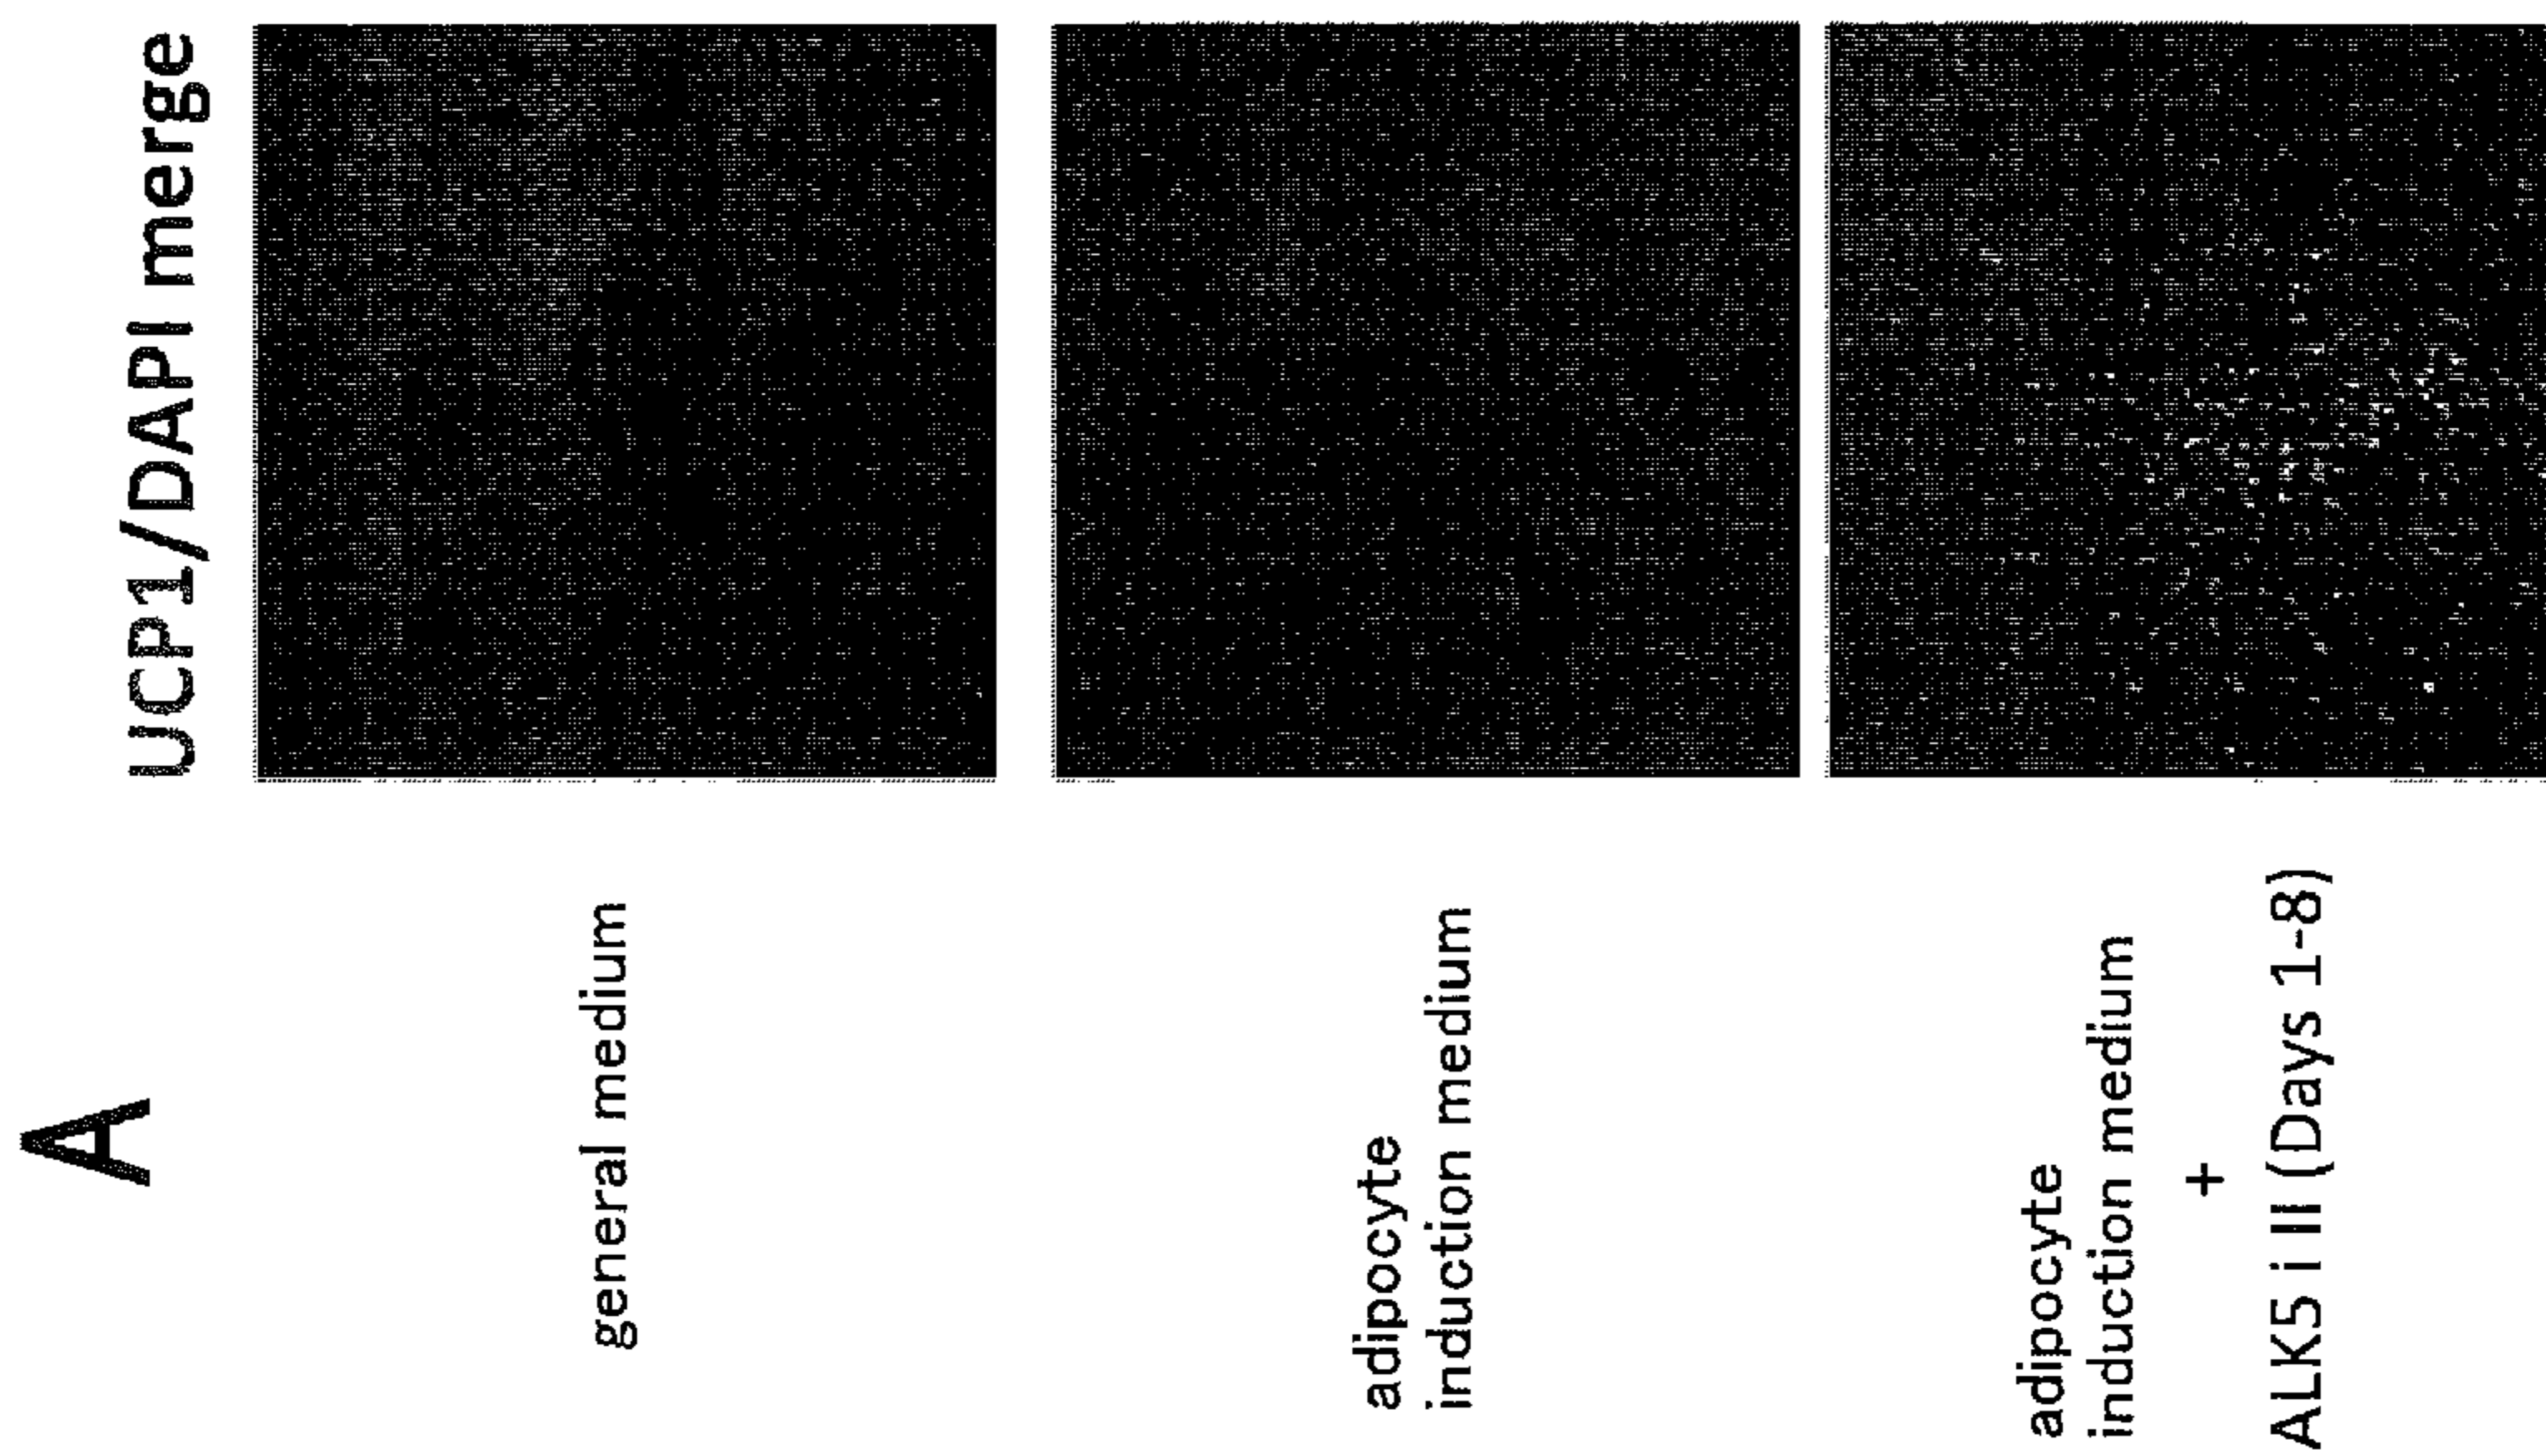 A
UCP1/DAPI merge
general medium
adipocyte
induction medium
adipocyte
induction medium
+
ALK5 i II (Days 1-8)